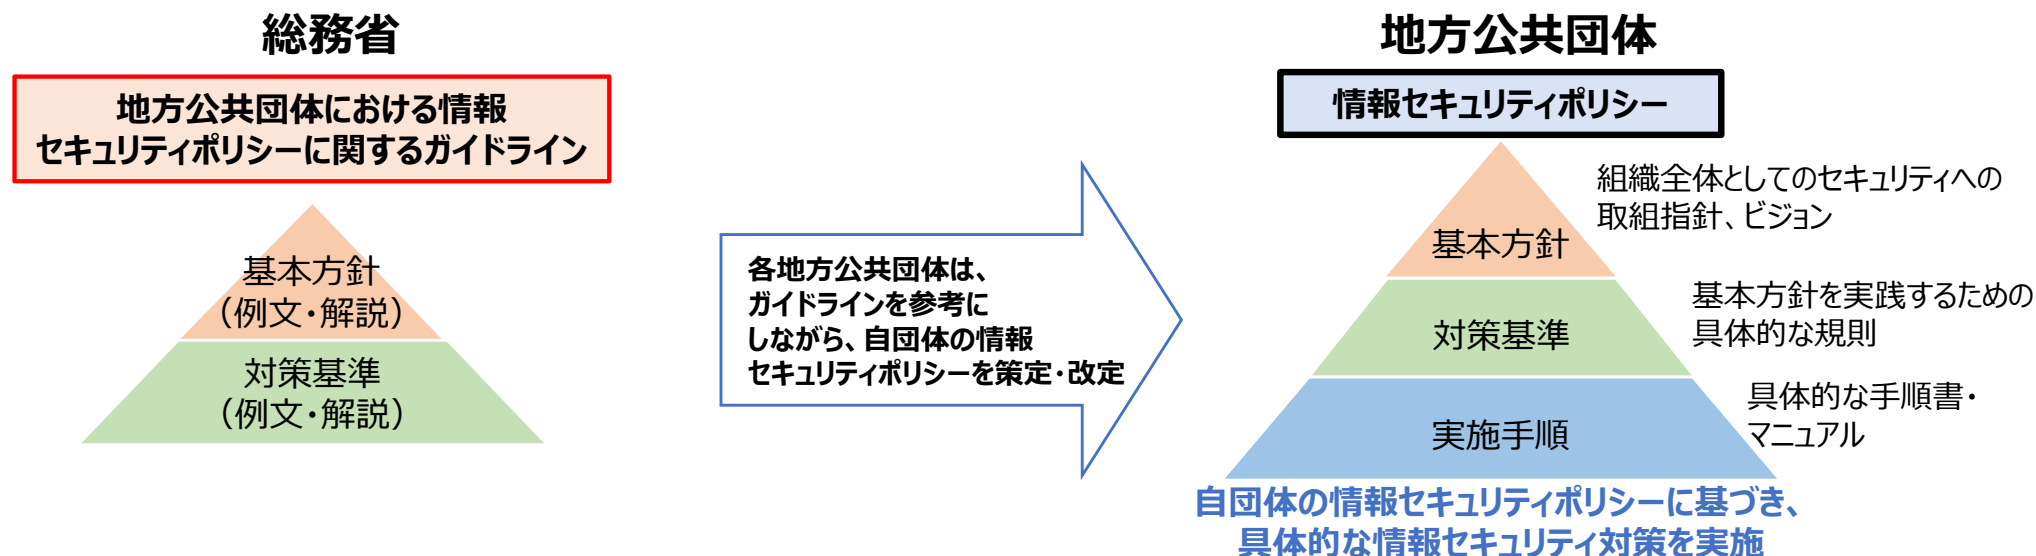 総務省
地方公共団体における情報
セキュリティポリシーに関するガイドライン
基本方針
（例文・解説）
対策基準
（例文・解説）
各地方公共団体は、
ガイドラインを参考に
しながら、自団体の情報
セキュリティポリシーを策定・改定
地方公共団体
情報セキュリティポリシー
組織全体としてのセキュリティへの
取組指針、ビジョン
基本方針
基本方針を実践するための
具体的な規則
対策基準
具体的な手順書・
マニュアル
実施手順
自団体の情報セキュリティポリシーに基づき、
具体的な情報セキュリティ対策を実施